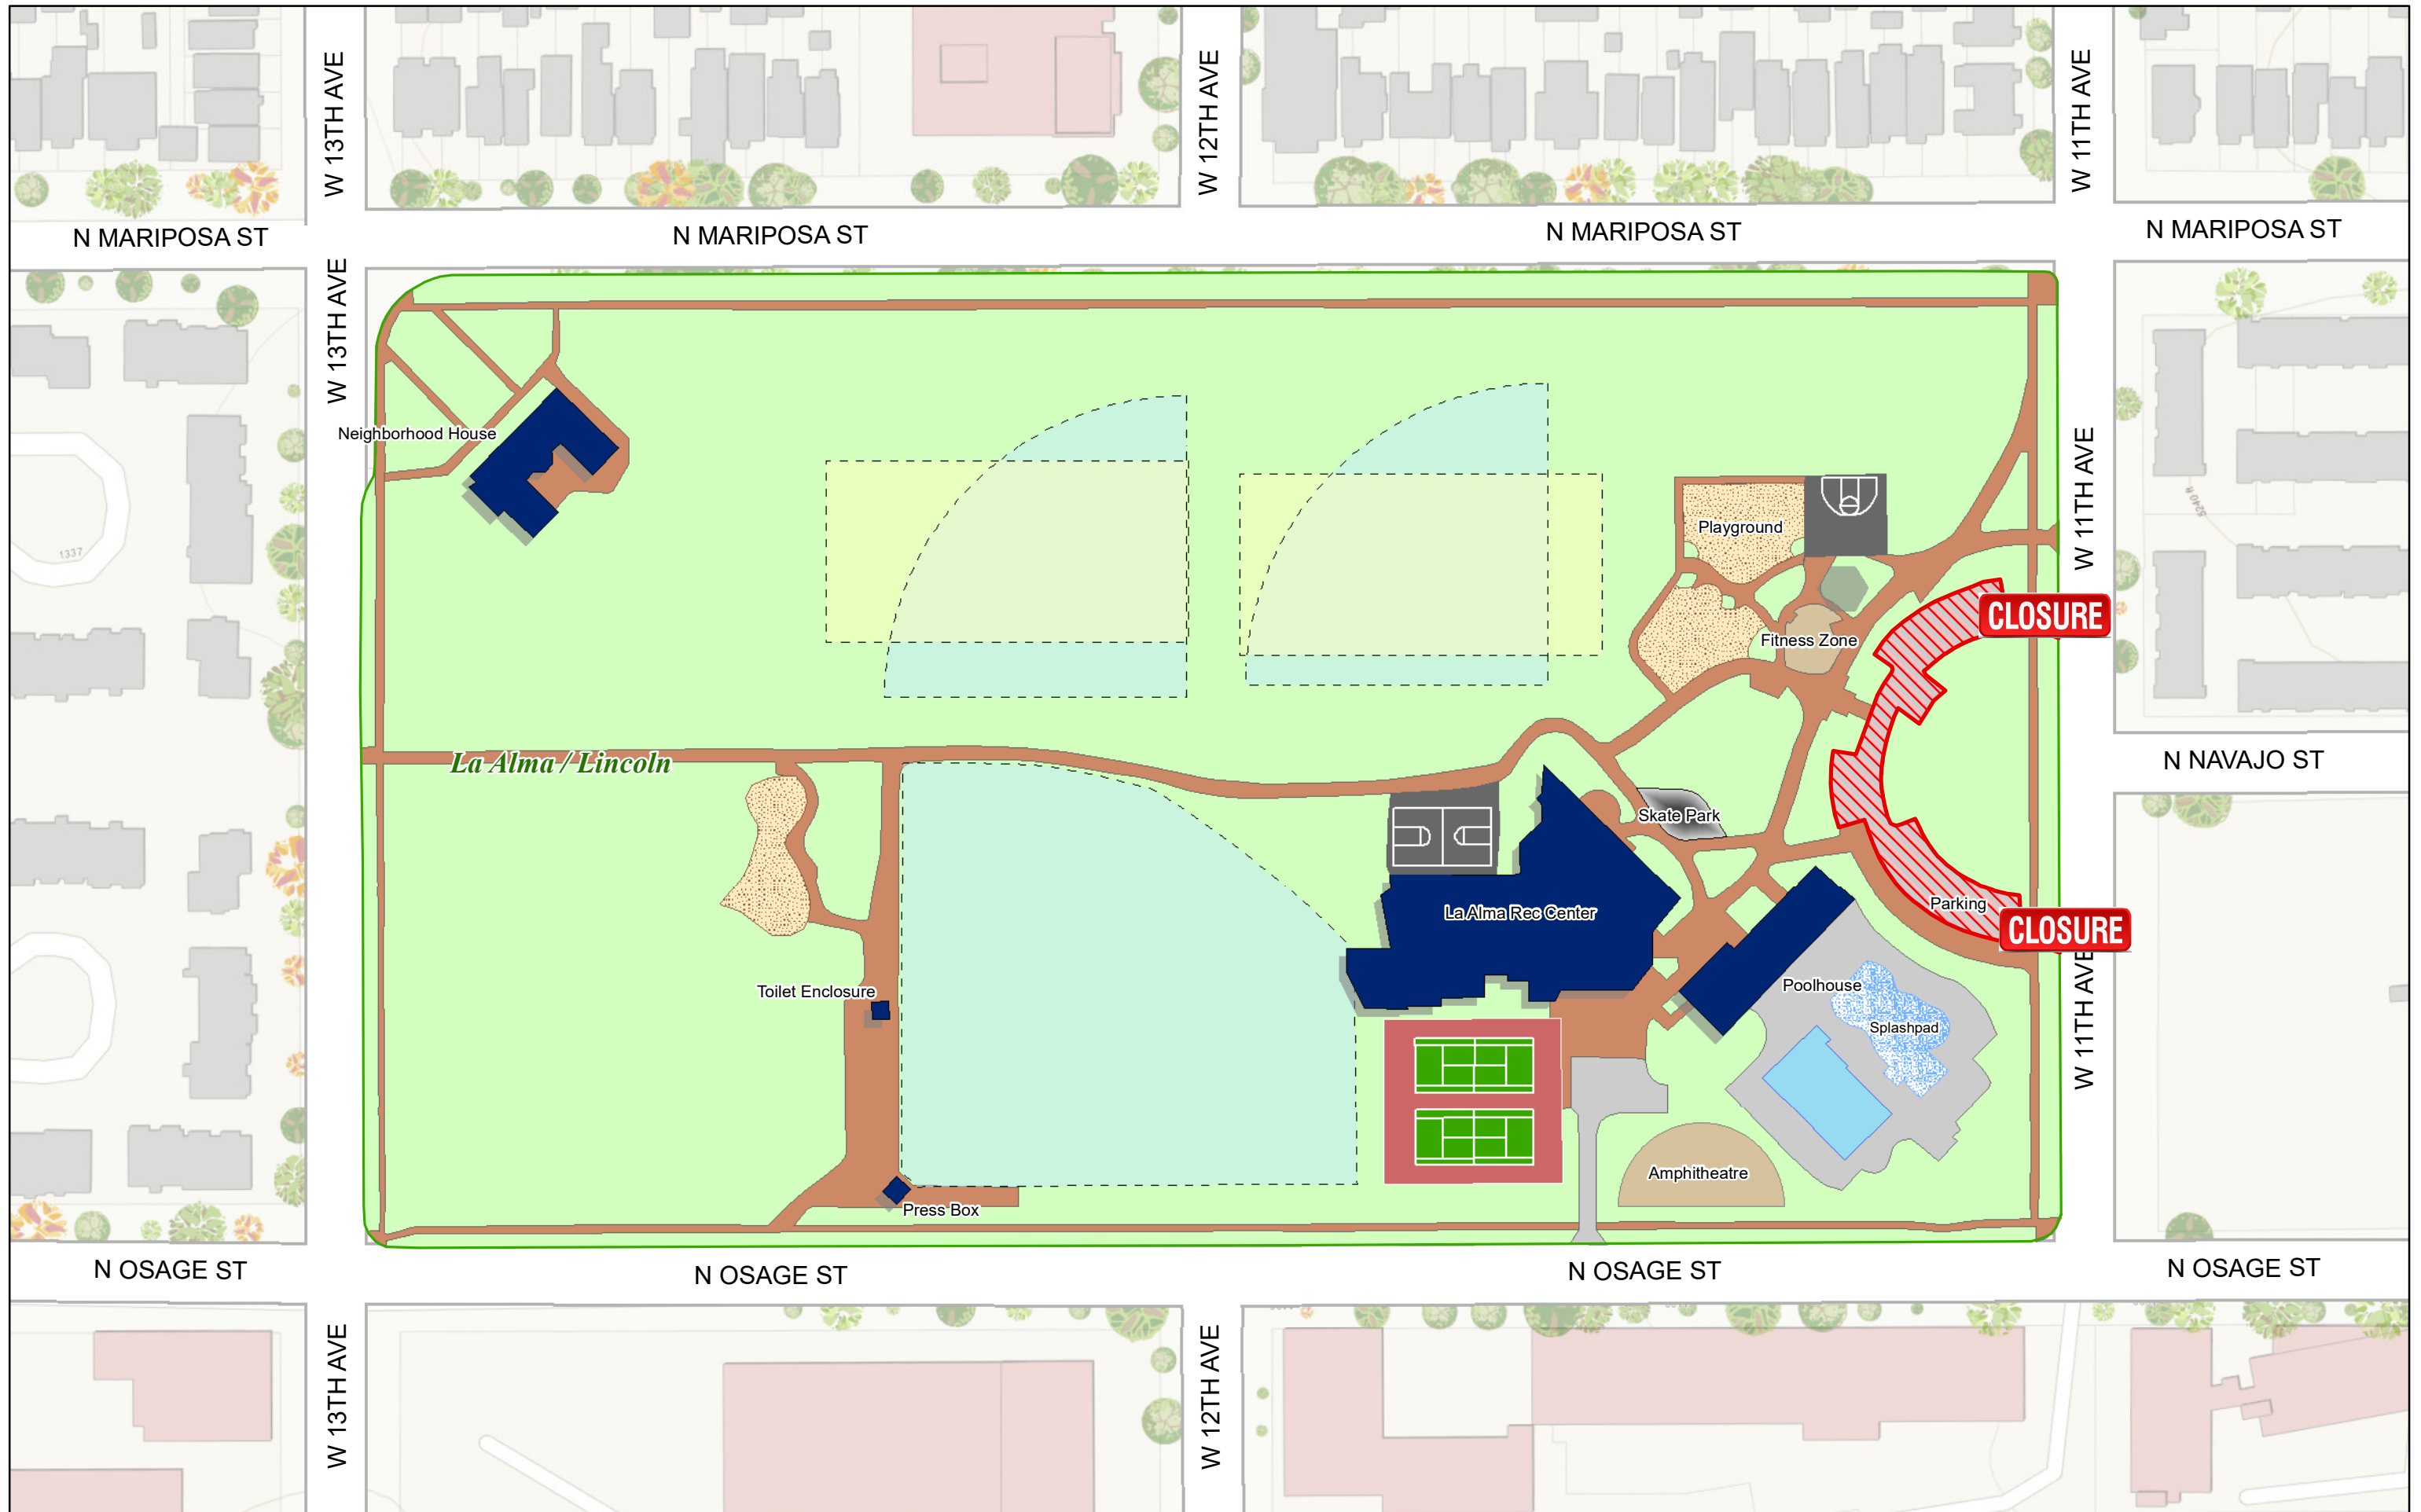 W 13TH AVE
W 12TH AVE
W 11TH AVE
N MARIPOSA ST
N MARIPOSA ST
N MARIPOSA ST
N MARIPOSA ST
W 13TH AVE
Neighborhood House
W 11TH AVE
5240 ft
Playground
1337
CLOSURE
Fitness Zone
La Alma / Lincoln
N NAVAJO ST
Skate Park
Parking
La Alma Rec Center
CLOSURE
Toilet Enclosure
Poolhouse
W 11TH AVE
Splashpad
Amphitheatre
Press Box
N OSAGE ST
N OSAGE ST
N OSAGE ST
N OSAGE ST
W 13TH AVE
W 12TH AVE